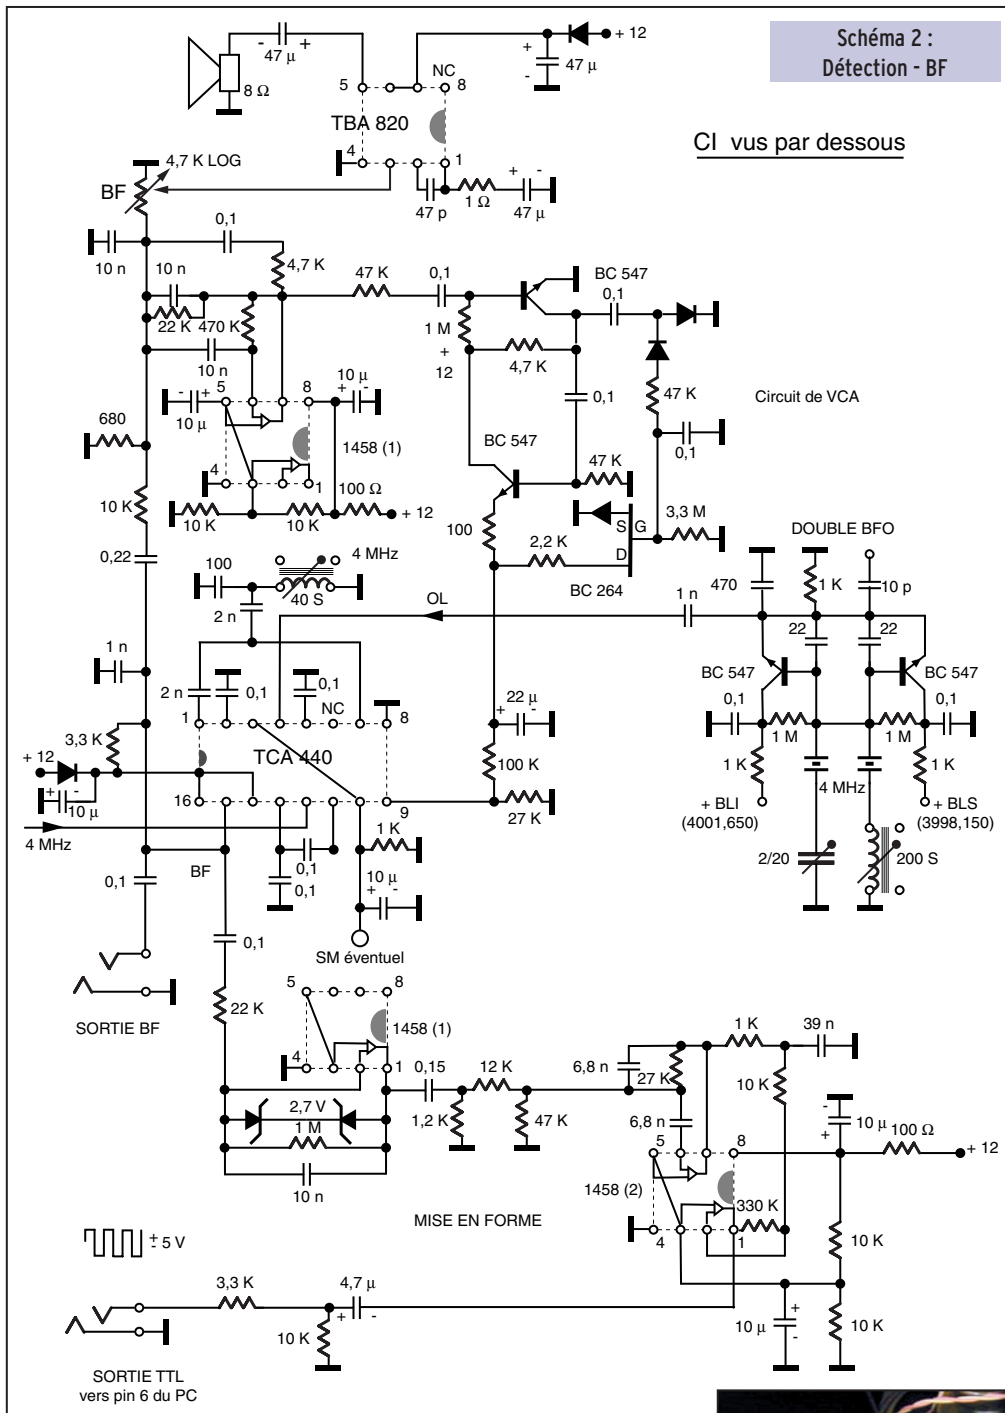 Schéma 2 :
Détection - BF
CI vus par dessous
- 47 µ +
8 Ω
+ 12
+ 47 µ -
5 NC 8
TBA 820
4 1
4,7 K LOG
BF
47 p
1 Ω
+ - 47 µ
10 n
0,1
4,7 K
10 n
22 K
470 K
10 n
47 K
0,1
BC 547
0,1
1 M
+ 12
4,7 K
0,1
47 K
Circuit de VCA
0,1
5 8
- + 10 µ
10 µ + -
1458 (1)
4 1
680
10 K
10 K
10 K
100 Ω
+ 12
BC 547
47 K
100
S G
D
2,2 K
3,3 M
BC 264
DOUBLE BFO
0,22
100
4 MHz
40 S
2 n
OL
1 n
470
1 K
10 p
22
22
BC 547
BC 547
1 n
2 n
0,1
0,1
NC
1 8
TCA 440
16 9
22 µ + -
0,1
1 M
1 M
0,1
3,3 K
+ 12
+ - 10 µ
100 K
27 K
1 K
4 MHz
1 K
+ BLI
(4001,650)
+ BLS
(3998,150)
4 MHz
BF
0,1
0,1
1 K
10 µ + -
2/20
200 S
0,1
0,1
SM éventuel
SORTIE BF
22 K
5 8
1458 (1)
4 1
2,7 V
1 M
10 n
0,15
12 K
1,2 K
47 K
6,8 n
27 K
1 K
39 n
10 K
6,8 n
5 8
1458 (2)
4 1
330 K
- + 10 µ
100 Ω
+ 12
MISE EN FORME
10 K
+ - 5 V
3,3 K
4,7 µ
+ -
10 K
10 µ + -
10 K
SORTIE TTL
vers pin 6 du PC